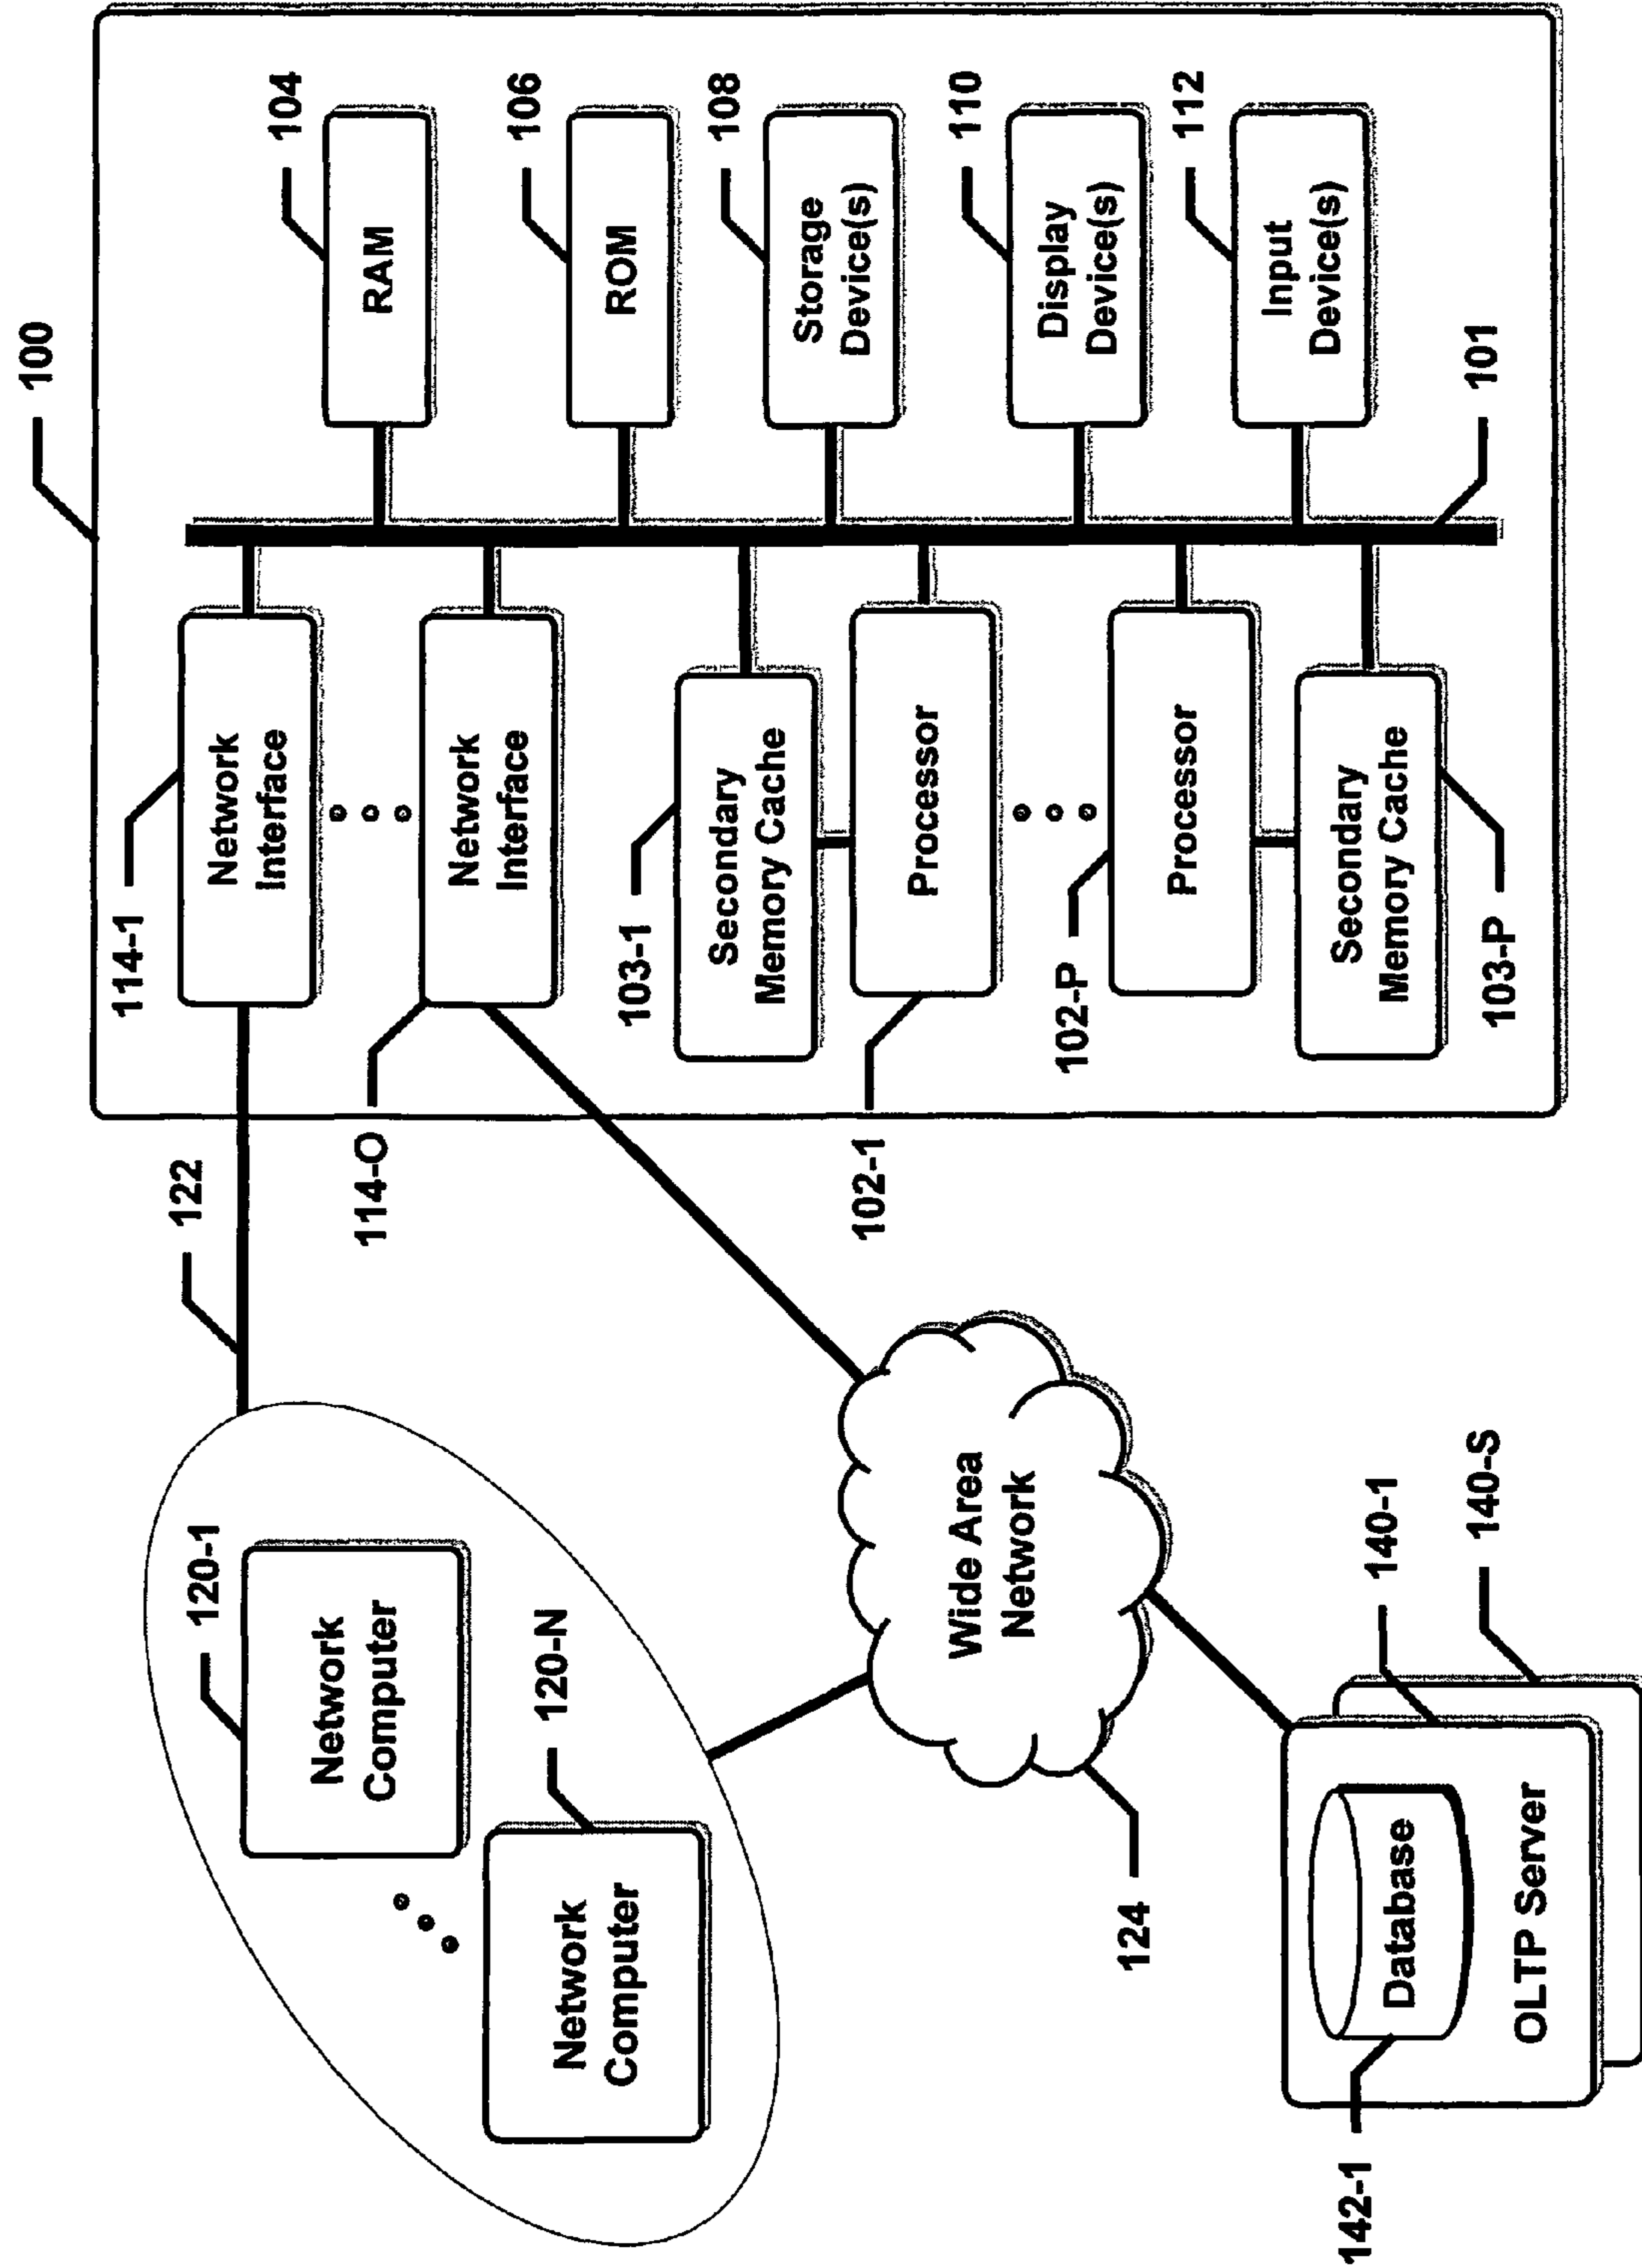 100
114-1
Network
Interface
104
RAM
122
114-O
Network
Interface
106
ROM
120-1
Network
Computer
103-1
Secondary
Memory Cache
108
Storage
Device(s)
120-N
Network
Computer
102-1
Processor
110
Display
Device(s)
Wide Area
Network
124
102-P
Processor
112
Input
Device(s)
103-P
Secondary
Memory Cache
101
142-1
Database
OLTP Server
140-1
140-S